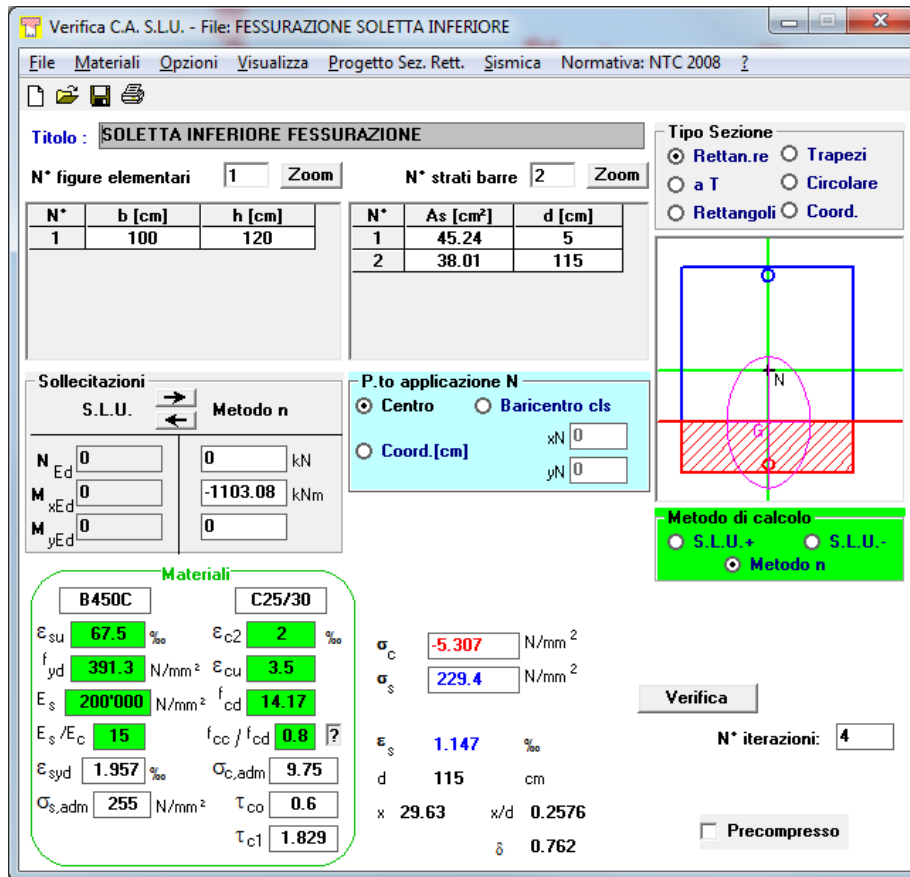 Verifica C.A. S.L.U. - File: FESSURAZIONE SOLETTA INFERIORE
File Materiali Opzioni Visualizza Progetto Sez. Rett. Sismica Normativa: NTC 2008 ?
Titolo : SOLETTA INFERIORE FESSURAZIONE
N° figure elementari 1 Zoom
N° strati barre 2 Zoom
N° b [cm] h [cm]
1 100 120
N° As [cm²] d [cm]
1 45.24 5
2 38.01 115
Tipo Sezione
Rettan.re Trapezi
a T Circolare
Rettangoli Coord.
N
G
Sollecitazioni
S.L.U. Metodo n
N Ed 0 0 kN
M xEd 0 -1103.08 kNm
M yEd 0 0
P.to applicazione N
Centro Baricentro cls
Coord.[cm] xN 0
yN 0
Metodo di calcolo
S.L.U.+ S.L.U.-
Metodo n
Materiali
B450C C25/30
εsu 67.5 ‰ εc2 2 ‰
fyd 391.3 N/mm² εcu 3.5
Es 200'000 N/mm² fcd 14.17
Es/Ec 15 fcc / fcd 0.8 ?
εsyd 1.957 ‰ σc,adm 9.75
σs,adm 255 N/mm² τco 0.6
τc1 1.829
σc -5.307 N/mm²
σs 229.4 N/mm²
εs 1.147 ‰
d 115 cm
x 29.63 x/d 0.2576
δ 0.762
Verifica
N° iterazioni: 4
Precompresso